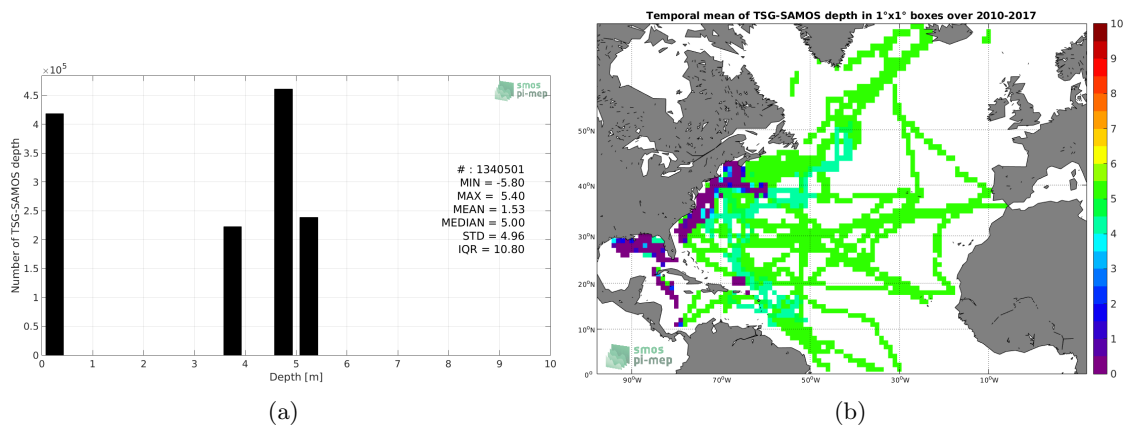 Temporal mean of TSG-SAMOS depth in 1°x1° boxes over 2010-2017
×10⁵
4.5
4
3.5
3
2.5
2
1.5
1
0.5
0
Number of TSG-SAMOS depth
smos
pi-mep
# : 1340501
MIN = -5.80
MAX = 5.40
MEAN = 1.53
MEDIAN = 5.00
STD = 4.96
IQR = 10.80
0 1 2 3 4 5 6 7 8 9 10
Depth [m]
50°N
40°N
30°N
20°N
10°N
0°
90°W 70°W 50°W 30°W 10°W
smos
pi-mep
10
9
8
7
6
5
4
3
2
1
0
(a)
(b)